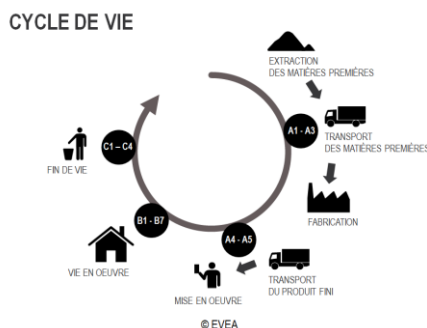 CYCLE DE VIE
EXTRACTION
DES MATIÈRES PREMIÈRES
A1 - A3
TRANSPORT
DES MATIÈRES PREMIÈRES
FABRICATION
A4 - A5
TRANSPORT
DU PRODUIT FINI
MISE EN OEUVRE
B1 - B7
VIE EN OEUVRE
C1 – C4
FIN DE VIE
© EVEA